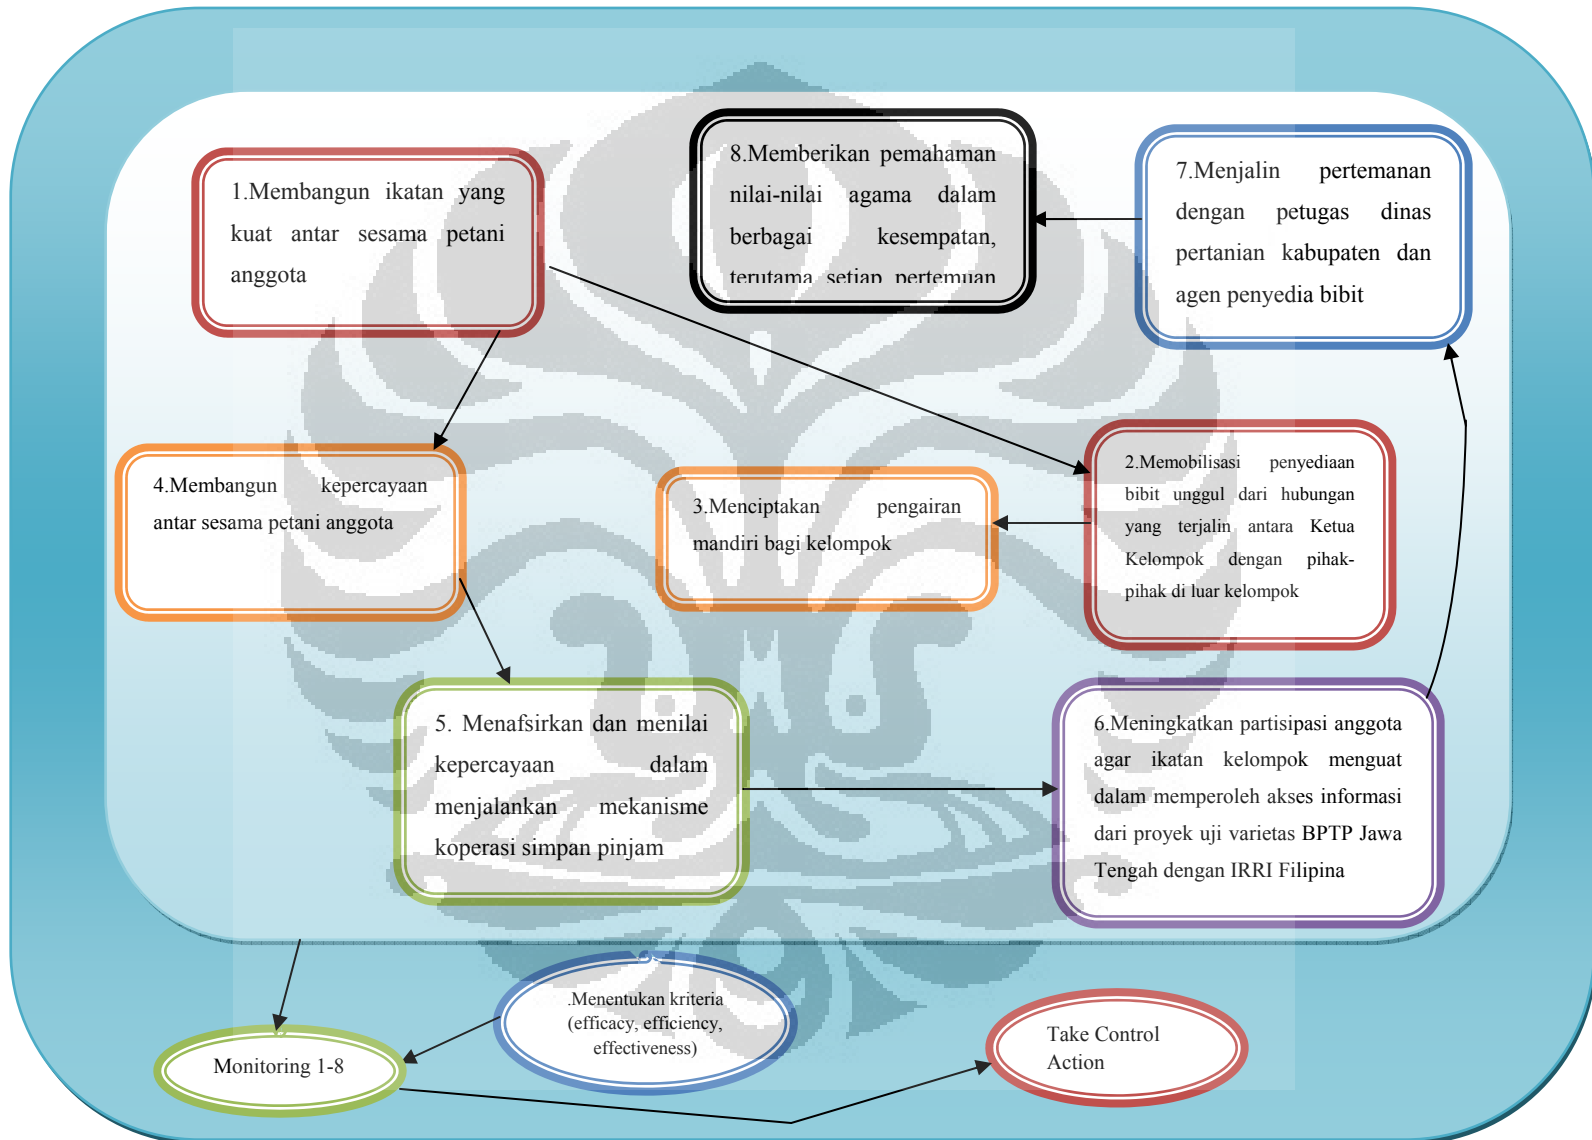 1.Membangun ikatan yang
kuat antar sesama petani
anggota
8.Memberikan pemahaman
nilai-nilai agama dalam
berbagai kesempatan,
terutama setiap pertemuan
7.Menjalin pertemanan
dengan petugas dinas
pertanian kabupaten dan
agen penyedia bibit
4.Membangun kepercayaan
antar sesama petani anggota
3.Menciptakan pengairan
mandiri bagi kelompok
2.Memobilisasi penyediaan
bibit unggul dari hubungan
yang terjalin antara Ketua
Kelompok dengan pihak-
pihak di luar kelompok
5. Menafsirkan dan menilai
kepercayaan dalam
menjalankan mekanisme
koperasi simpan pinjam
6.Meningkatkan partisipasi anggota
agar ikatan kelompok menguat
dalam memperoleh akses informasi
dari proyek uji varietas BPTP Jawa
Tengah dengan IRRI Filipina
Monitoring 1-8
.Menentukan kriteria
(efficacy, efficiency,
effectiveness)
Take Control
Action